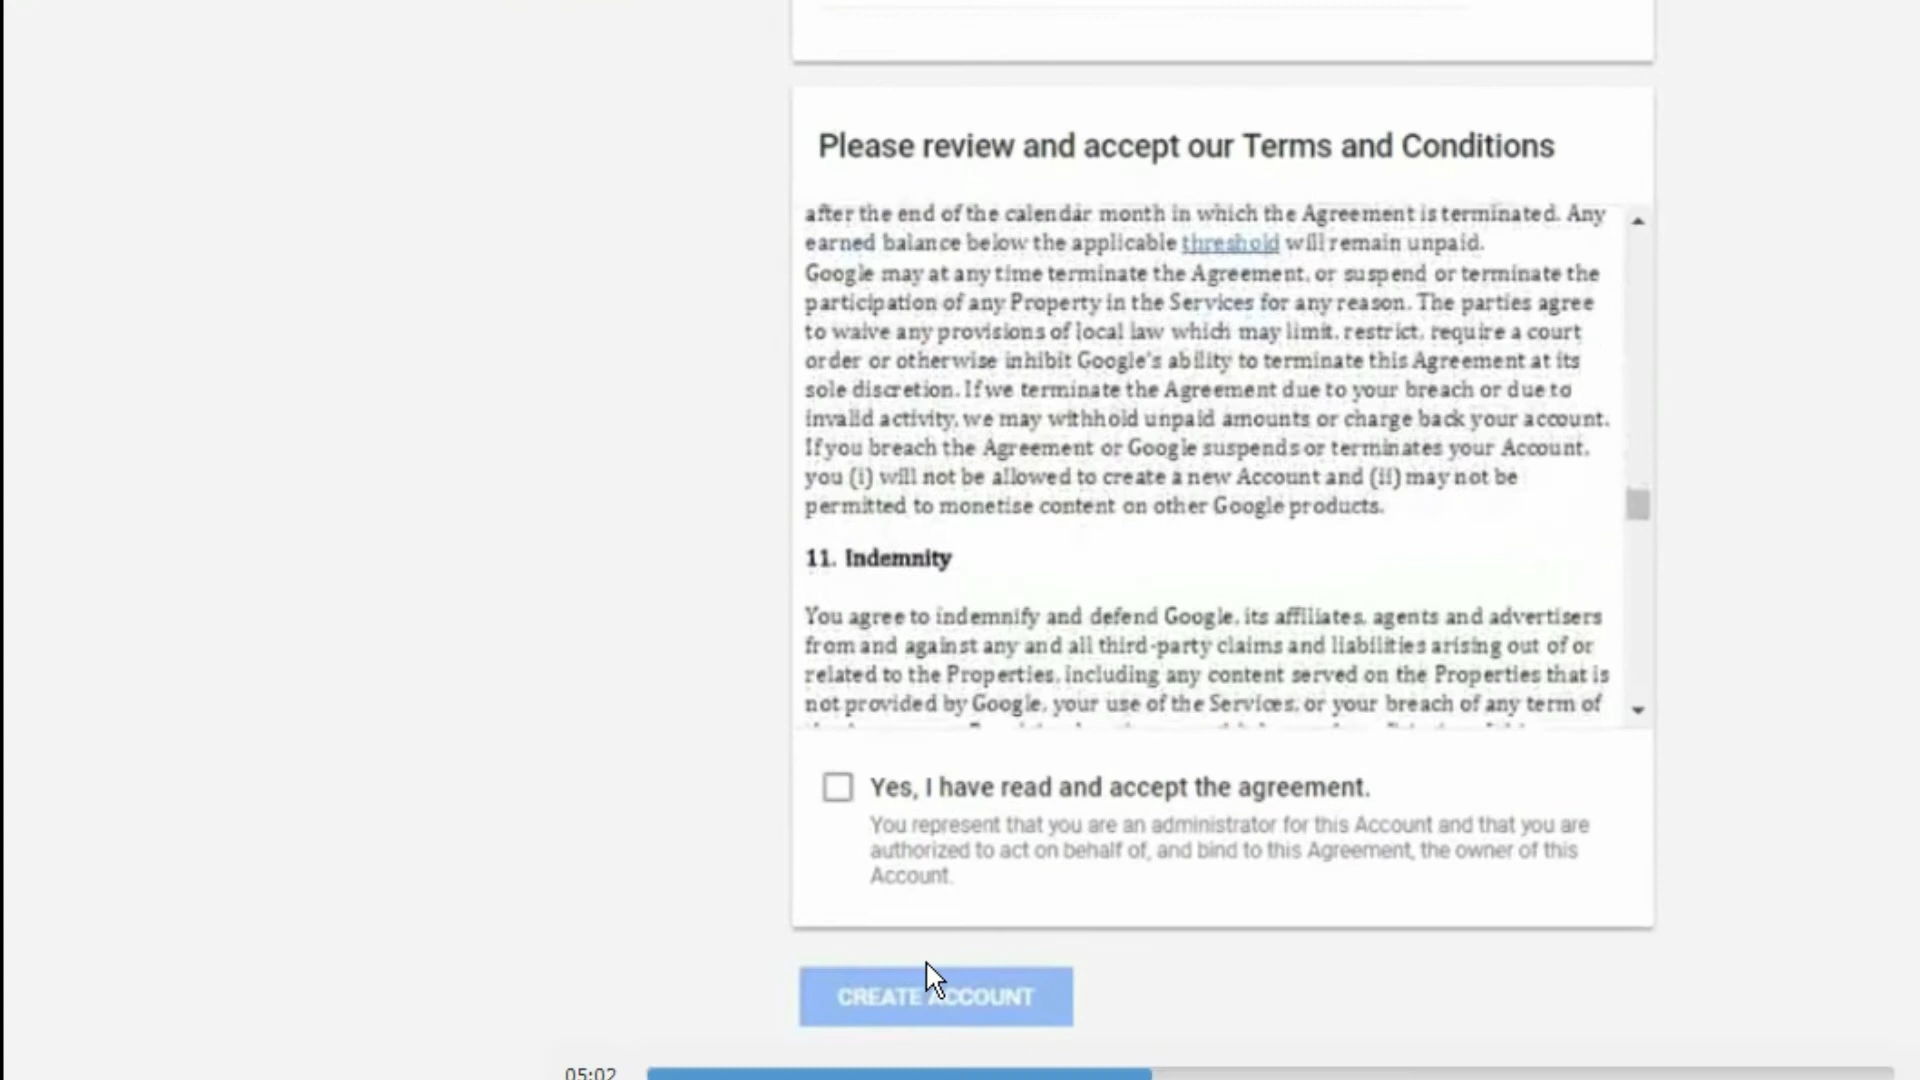 Please review and accept our Terms and Conditions
after the end of the calendar month in which the Agreement is terminated. Any
earned balance below the applicable threshold will remain unpaid.
Google may at any time terminate the Agreement, or suspend or terminate the
participation of any Property in the Services for any reason. The parties agree
to waive any provisions of local law which may limit, restrict, require a court
order or otherwise inhibit Google's ability to terminate this Agreement at its
sole discretion. If we terminate the Agreement due to your breach or due to
invalid activity, we may withhold unpaid amounts or charge back your account.
If you breach the Agreement or Google suspends or terminates your Account,
you (i) will not be allowed to create a new Account and (ii) may not be
permitted to monetise content on other Google products.
11. Indemnity
You agree to indemnify and defend Google, its affiliates, agents and advertisers
from and against any and all third-party claims and liabilities arising out of or
related to the Properties, including any content served on the Properties that is
not provided by Google, your use of the Services, or your breach of any term of
Yes, I have read and accept the agreement.
You represent that you are an administrator for this Account and that you are
authorized to act on behalf of, and bind to this Agreement, the owner of this
Account.
CREATE ACCOUNT
05:02